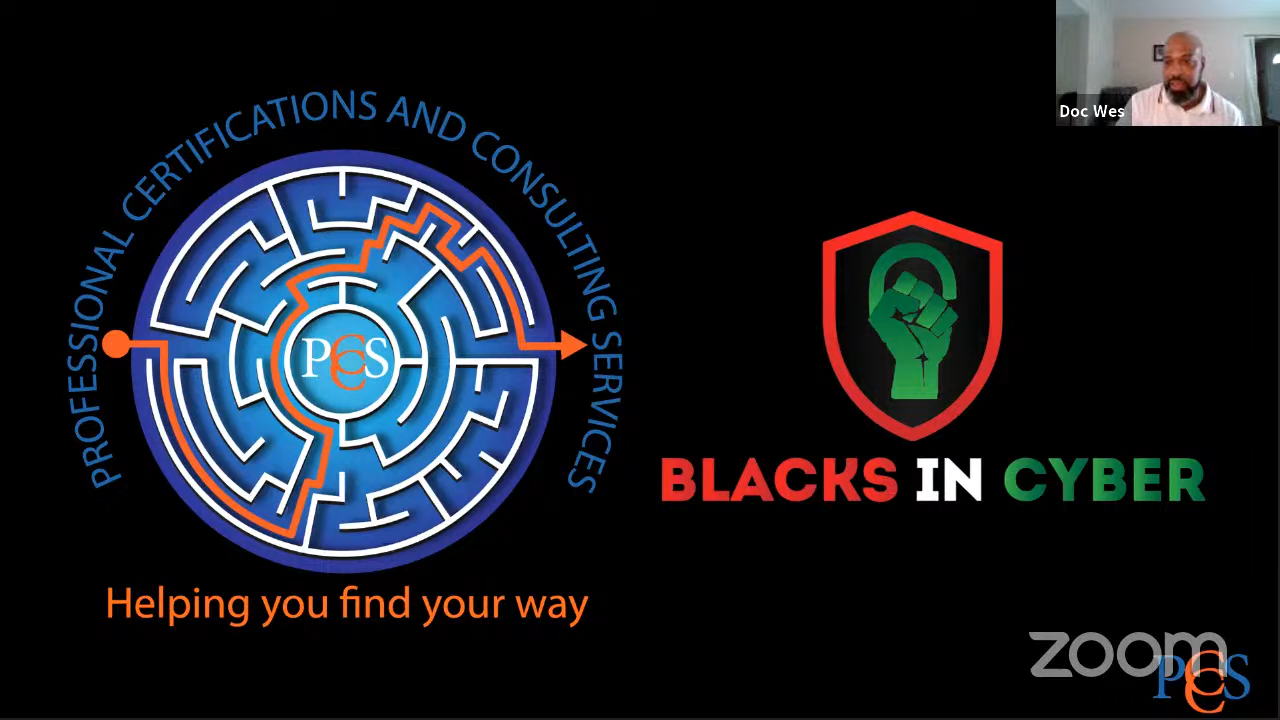 Doc Wes
PROFESSIONAL CERTIFICATIONS AND CONSULTING SERVICES
PCCS
Helping you find your way
BLACKS IN CYBER
zoom
PCCS